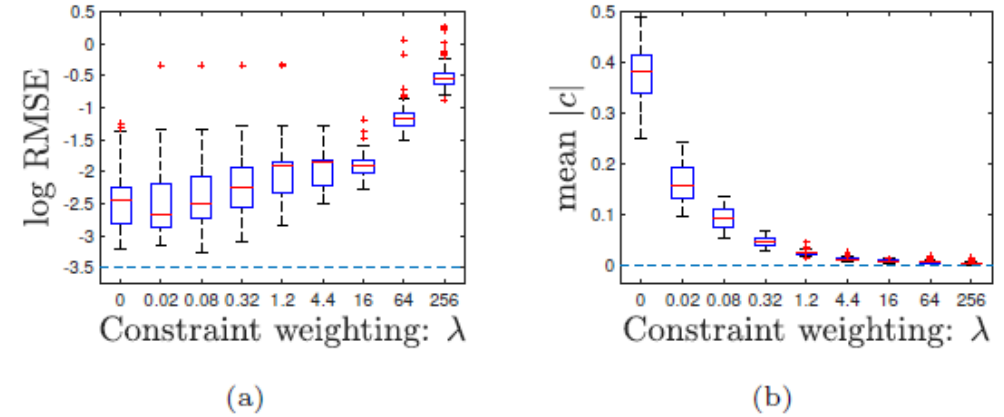 0.5
0
-0.5
-1
-1.5
-2
-2.5
-3
-3.5
log RMSE
0 0.02 0.08 0.32 1.2 4.4 16 64 256
Constraint weighting: λ
(a)
0.5
0.4
0.3
0.2
0.1
0
mean |c|
0 0.02 0.08 0.32 1.2 4.4 16 64 256
Constraint weighting: λ
(b)